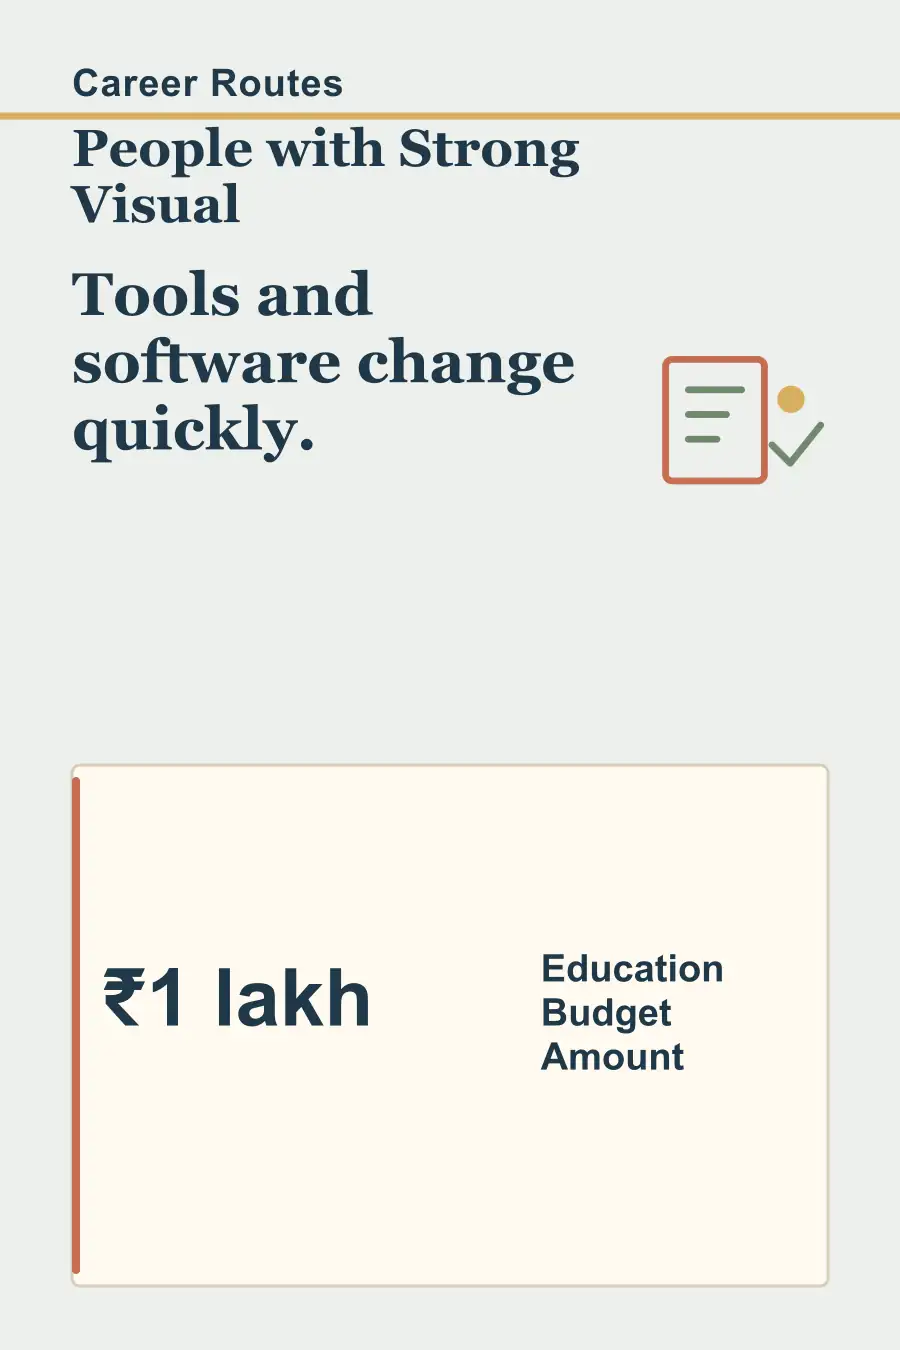 Career Routes
People with Strong
Visual
Tools and
software change
quickly.
₹1 lakh
Education
Budget
Amount